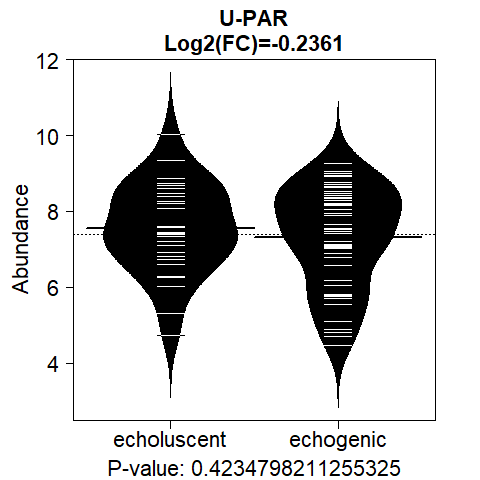 U-PAR
Log2(FC)=-0.2361
12
10
8
6
4
Abundance
echoluscent echogenic
P-value: 0.4234798211255325